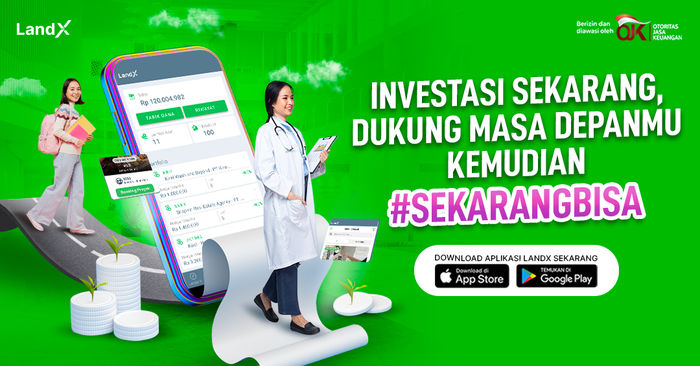 LandX
Berizin dan
diawasi oleh
OJK
OTORITAS
JASA
KEUANGAN
LandX
Rp 120.004.982
TARIK DANA
RIWAYAT
11
100
INVESTASI SEKARANG,
DUKUNG MASA DEPANMU
KEMUDIAN
#SEKARANGBISA
DOWNLOAD APLIKASI LANDX SEKARANG
Download di
App Store
TEMUKAN DI
Google Play